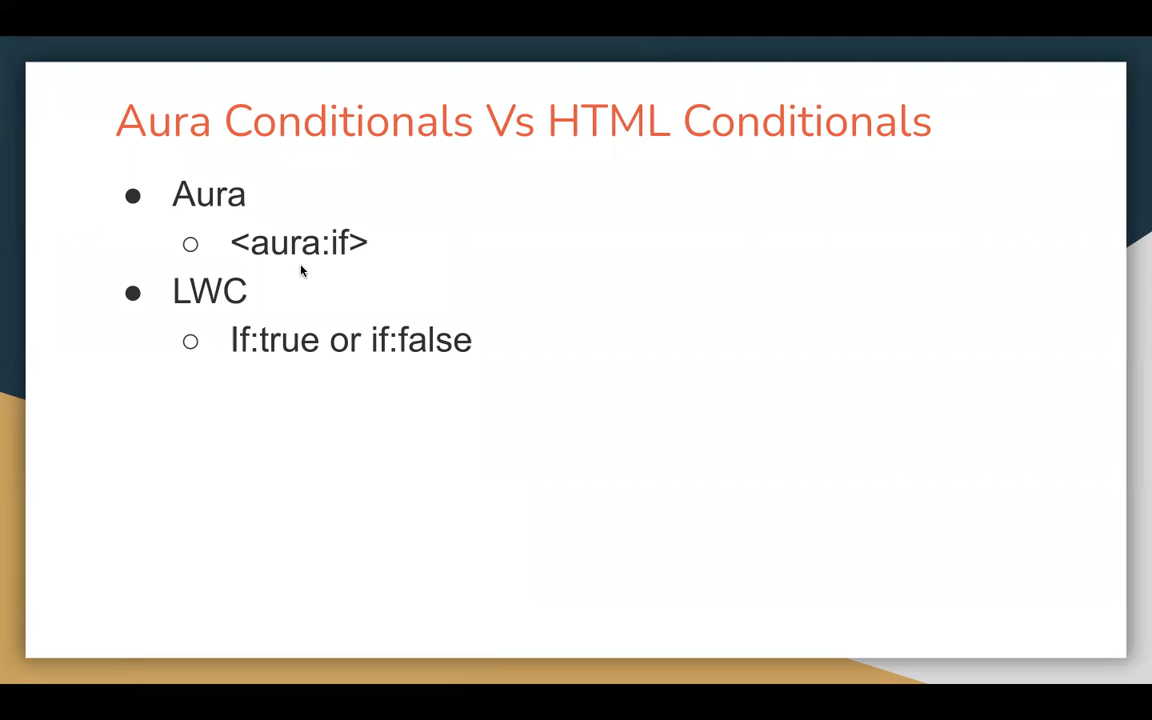 Aura Conditionals Vs HTML Conditionals
● Aura
○ <aura:if>
● LWC
○ If:true or if:false